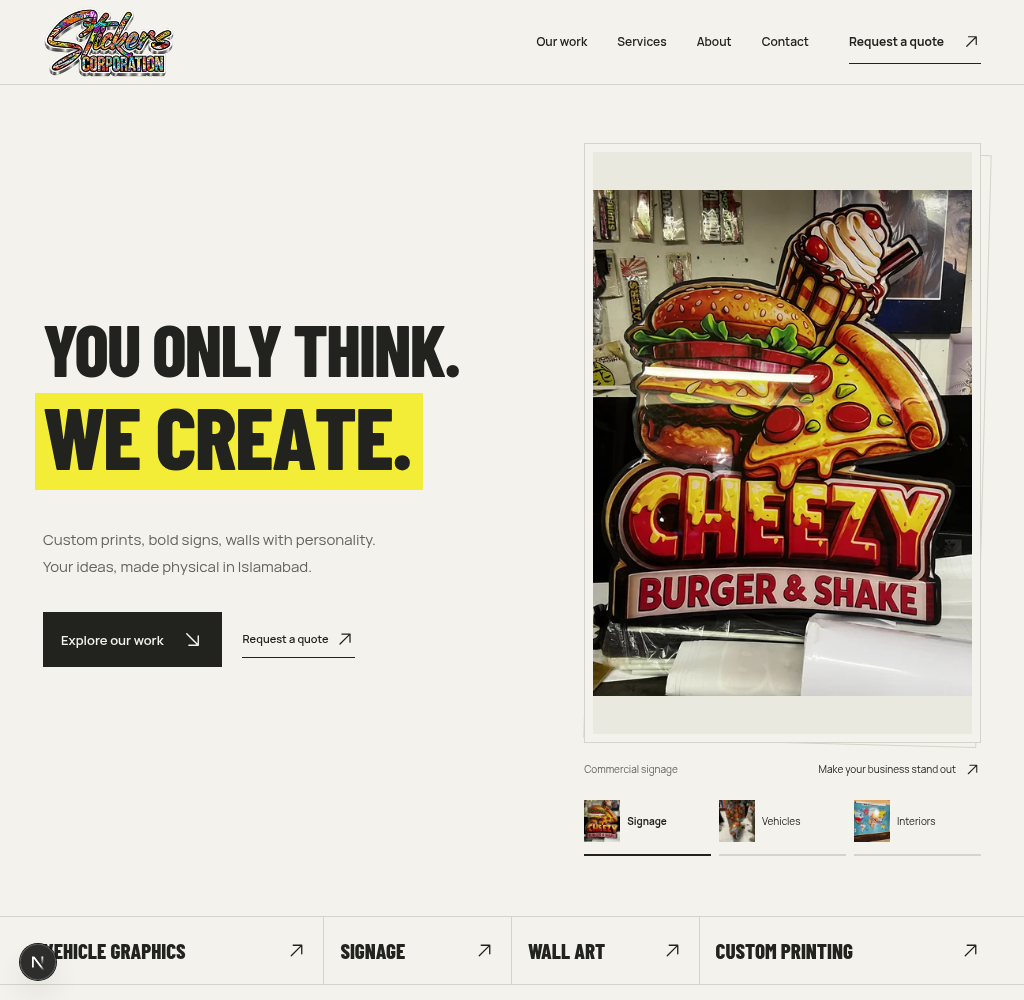 Stickers
CORPORATION
Our work
Services
About
Contact
Request a quote
YOU ONLY THINK.
WE CREATE.
Custom prints, bold signs, walls with personality.
Your ideas, made physical in Islamabad.
Explore our work
Request a quote
CHEEZY
BURGER & SHAKE
Commercial signage
Make your business stand out
Signage
Vehicles
Interiors
VEHICLE GRAPHICS
SIGNAGE
WALL ART
CUSTOM PRINTING
N